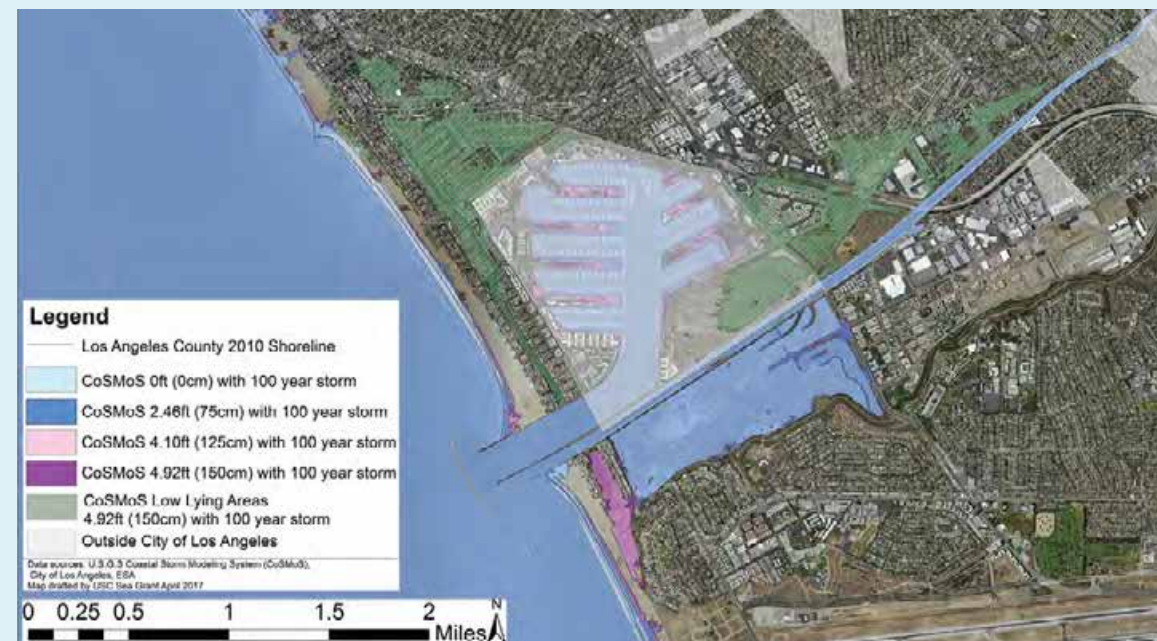 Legend
Los Angeles County 2010 Shoreline
CoSMoS 0ft (0cm) with 100 year storm
CoSMoS 2.46ft (75cm) with 100 year storm
CoSMoS 4.10ft (125cm) with 100 year storm
CoSMoS 4.92ft (150cm) with 100 year storm
CoSMoS Low Lying Areas
4.92ft (150cm) with 100 year storm
Outside City of Los Angeles
Data sources: U.S.G.S Coastal Storm Modeling System (CoSMoS),
City of Los Angeles, ESA
Map drafted by USC Sea Grant April 2017
0 0.25 0.5 1 1.5 2
Miles
N